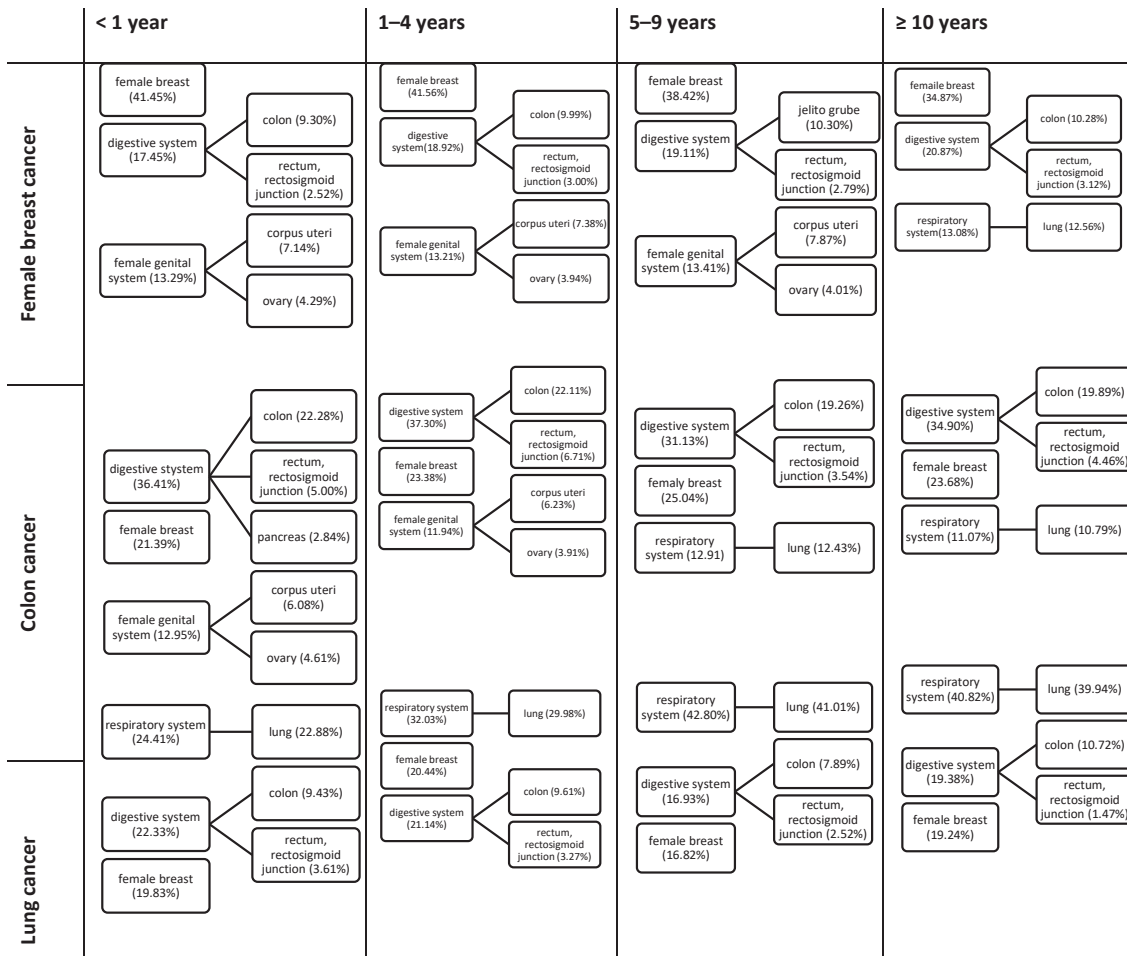 < 1 year
1–4 years
5–9 years
≥ 10 years
Female breast cancer
female breast
(41.45%)
digestive system
(17.45%)
colon (9.30%)
rectum,
rectosigmoid
junction (2.52%)
female genital
system (13.29%)
corpus uteri
(7.14%)
ovary (4.29%)
female breast
(41.56%)
digestive
system(18.92%)
colon (9.99%)
rectum,
rectosigmoid
junction (3.00%)
female genital
system (13.21%)
corpus uteri (7.38%)
ovary (3.94%)
female breast
(38.42%)
digestive system
(19.11%)
jelito grube
(10.30%)
rectum,
rectosigmoid
junction (2.79%)
female genital
system (13.41%)
corpus uteri
(7.87%)
ovary (4.01%)
femaile breast
(34.87%)
digestive system
(20.87%)
colon (10.28%)
rectum,
rectosigmoid
junction (3.12%)
respiratory
system(13.08%)
lung (12.56%)
Colon cancer
digestive stystem
(36.41%)
colon (22.28%)
rectum,
rectosigmoid
junction (5.00%)
pancreas (2.84%)
female breast
(21.39%)
female genital
system (12.95%)
corpus uteri
(6.08%)
ovary (4.61%)
digestive system
(37.30%)
colon (22.11%)
rectum,
rectosigmoid
junction (6.71%)
female breast
(23.38%)
female genital
system (11.94%)
corpus uteri
(6.23%)
ovary (3.91%)
digestive system
(31.13%)
colon (19.26%)
rectum,
rectosigmoid
junction (3.54%)
femaly breast
(25.04%)
respiratory
system (12.91)
lung (12.43%)
digestive system
(34.90%)
colon (19.89%)
rectum,
rectosigmoid
junction (4.46%)
female breast
(23.68%)
respiratory
system (11.07%)
lung (10.79%)
Lung cancer
respiratory system
(24.41%)
lung (22.88%)
digestive system
(22.33%)
colon (9.43%)
rectum,
rectosigmoid
junction (3.61%)
female breast
(19.83%)
respiratory system
(32.03%)
lung (29.98%)
female breast
(20.44%)
digestive system
(21.14%)
colon (9.61%)
rectum,
rectosigmoid
junction (3.27%)
respiratory
system (42.80%)
lung (41.01%)
digestive system
(16.93%)
colon (7.89%)
rectum,
rectosigmoid
junction (2.52%)
female breast
(16.82%)
respiratory
system (40.82%)
lung (39.94%)
digestive system
(19.38%)
colon (10.72%)
rectum,
rectosigmoid
junction (1.47%)
female breast
(19.24%)